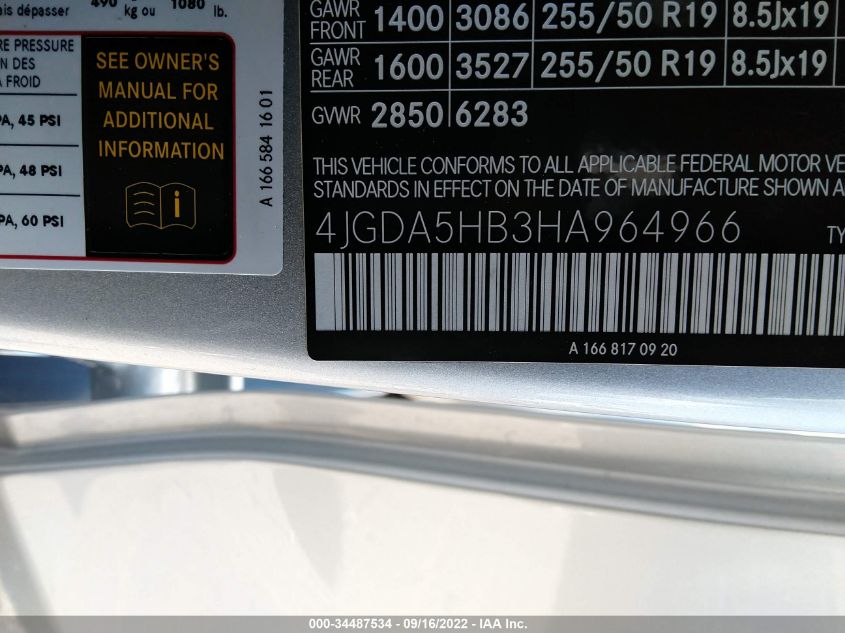 ais dépasser 490 kg ou 1080 lb.
RE PRESSURE
N DES
À FROID
PA, 45 PSI
PA, 48 PSI
PA, 60 PSI
SEE OWNER'S
MANUAL FOR
ADDITIONAL
INFORMATION
i
A 166 584 16 01
GAWR FRONT 1400 3086 255/50 R19 8.5Jx19
GAWR REAR 1600 3527 255/50 R19 8.5Jx19
GVWR 2850 6283
THIS VEHICLE CONFORMS TO ALL APPLICABLE FEDERAL MOTOR VE
STANDARDS IN EFFECT ON THE DATE OF MANUFACTURE SHOWN A
4JGDA5HB3HA964966 TY
A 166 817 09 20
000-34487534 - 09/16/2022 - IAA Inc.